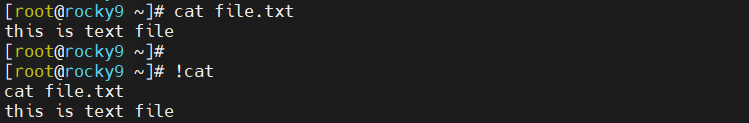 [root@rocky9 ~]# cat file.txt
this is text file
[root@rocky9 ~]#
[root@rocky9 ~]# !cat
cat file.txt
this is text file